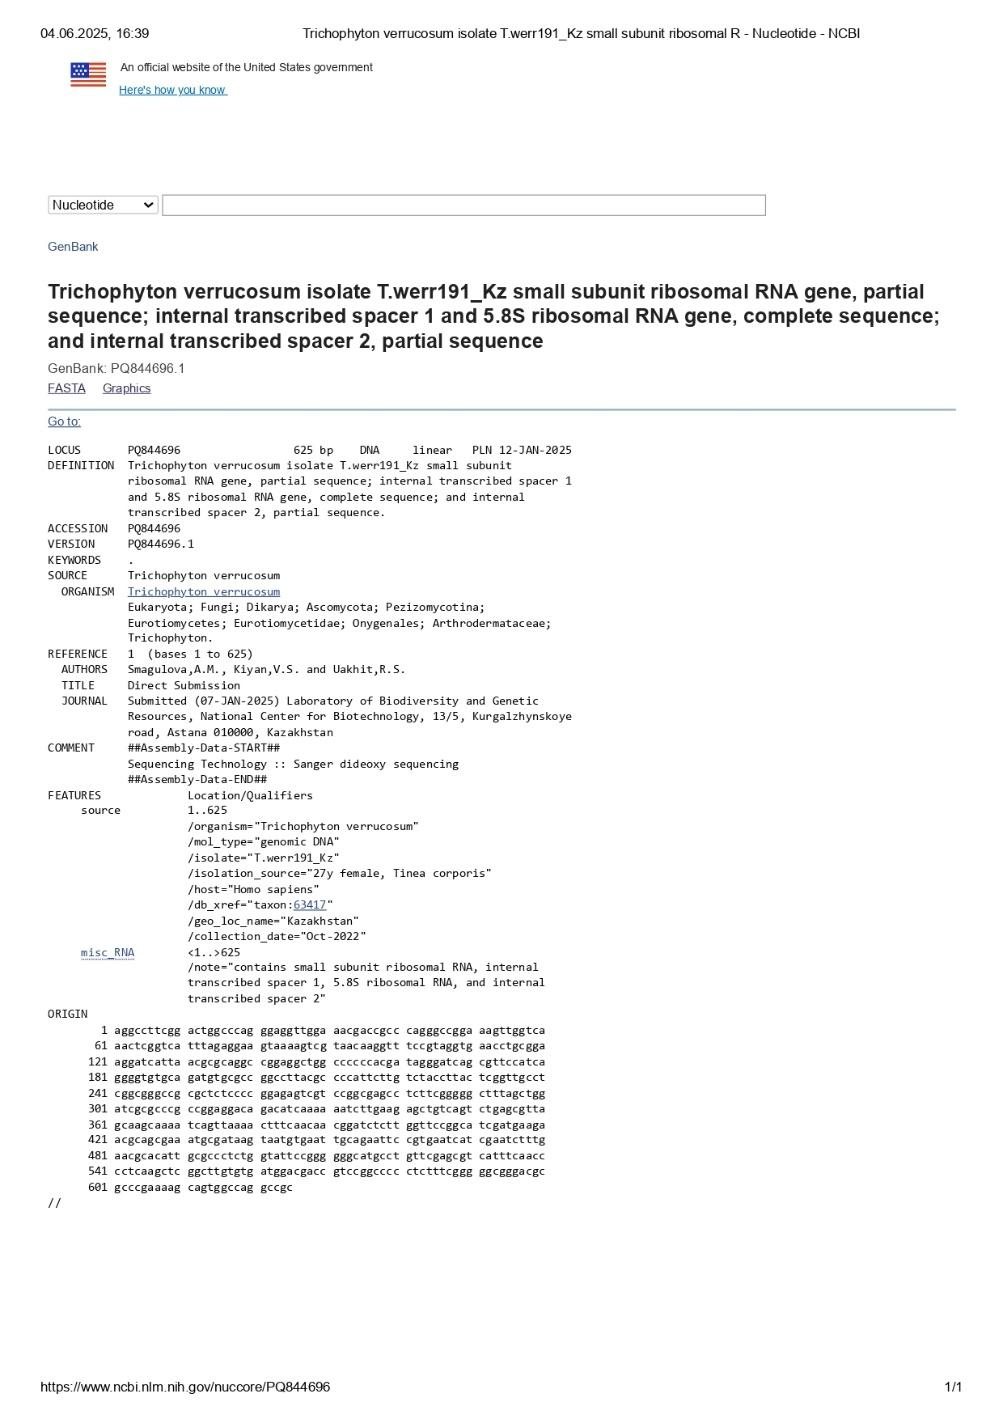 04.06.2025, 16:39 Trichophyton verrucosum isolate T.werr191_Kz small subunit ribosomal R - Nucleotide - NCBI
An official website of the United States government
Here's how you know
Nucleotide
GenBank
Trichophyton verrucosum isolate T.werr191_Kz small subunit ribosomal RNA gene, partial
sequence; internal transcribed spacer 1 and 5.8S ribosomal RNA gene, complete sequence;
and internal transcribed spacer 2, partial sequence
GenBank: PQ844696.1
FASTA Graphics
Go to:
LOCUS PQ844696 625 bp DNA linear PLN 12-JAN-2025
DEFINITION Trichophyton verrucosum isolate T.werr191_Kz small subunit
ribosomal RNA gene, partial sequence; internal transcribed spacer 1
and 5.8S ribosomal RNA gene, complete sequence; and internal
transcribed spacer 2, partial sequence.
ACCESSION PQ844696
VERSION PQ844696.1
KEYWORDS .
SOURCE Trichophyton verrucosum
ORGANISM Trichophyton verrucosum
Eukaryota; Fungi; Dikarya; Ascomycota; Pezizomycotina;
Eurotiomycetes; Eurotiomycetidae; Onygenales; Arthrodermataceae;
Trichophyton.
REFERENCE 1 (bases 1 to 625)
AUTHORS Smagulova,A.M., Kiyan,V.S. and Uakhit,R.S.
TITLE Direct Submission
JOURNAL Submitted (07-JAN-2025) Laboratory of Biodiversity and Genetic
Resources, National Center for Biotechnology, 13/5, Kurgalzhynskoye
road, Astana 010000, Kazakhstan
COMMENT ##Assembly-Data-START##
Sequencing Technology :: Sanger dideoxy sequencing
##Assembly-Data-END##
FEATURES Location/Qualifiers
source 1..625
/organism="Trichophyton verrucosum"
/mol_type="genomic DNA"
/isolate="T.werr191_Kz"
/isolation_source="27y female, Tinea corporis"
/host="Homo sapiens"
/db_xref="taxon:63417"
/geo_loc_name="Kazakhstan"
/collection_date="Oct-2022"
misc_RNA <1..>625
/note="contains small subunit ribosomal RNA, internal
transcribed spacer 1, 5.8S ribosomal RNA, and internal
transcribed spacer 2"
ORIGIN
1 aggccttcgg actggcccag ggaggttgga aacgaccgcc cagggccgga aagttggtca
61 aactcggtca tttagaggaa gtaaaagtcg taacaaggtt tccgtaggtg aacctgcgga
121 aggatcatta acgcgcaggc cggaggctgg cccccacga tagggatcag cgttccatca
181 ggggtgtgca gatgtgcgcc ggccttacgc cccattcttg tctaccttac tcggttgcct
241 cggcgggccg cgctctcccc ggagagtcgt ccggcgagcc tcttcggggg ctttagctgg
301 atcgcgcccg ccggaggaca gacatcaaaa aatcttgaag agctgtcagt ctgagcgtta
361 gcaagcaaaa tcagttaaaa ctttcaacaa cggatctctt ggttccggca tcgatgaaga
421 acgcagcgaa atgcgataag taatgtgaat tgcagaattc cgtgaatcat cgaatctttg
481 aacgcacatt gcgccctctg gtattccggg gggcatgcct gttcgagcgt catttcaacc
541 cctcaagctc ggcttgtgtg atggacgacc gtccggcccc ctctttcggg ggcgggacgc
601 gcccgaaaag cagtggccag gccgc
//
https://www.ncbi.nlm.nih.gov/nuccore/PQ844696 1/1